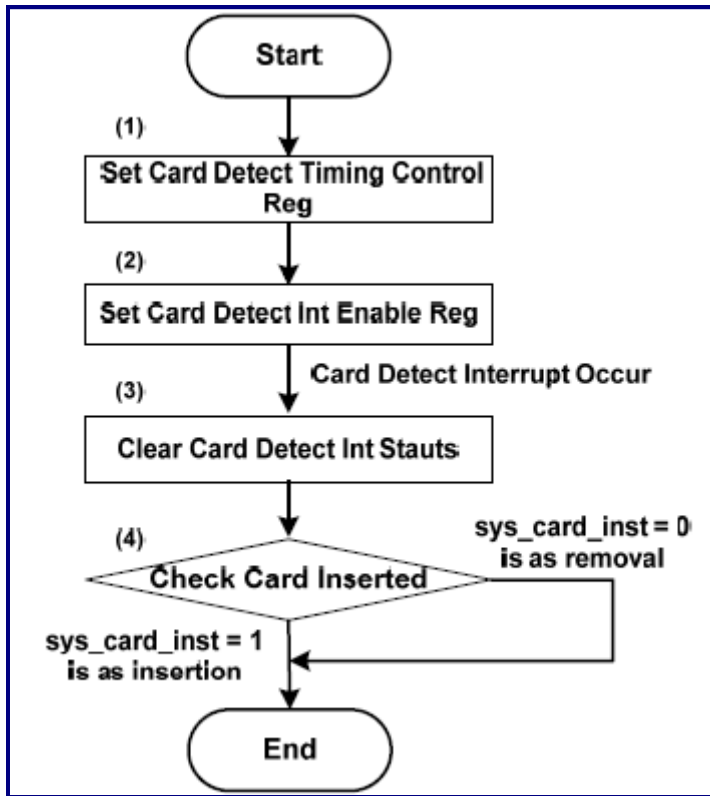 Start
(1)
Set Card Detect Timing Control
Reg
(2)
Set Card Detect Int Enable Reg
Card Detect Interrupt Occur
(3)
Clear Card Detect Int Stauts
(4)
Check Card Inserted
sys_card_inst = 0
is as removal
sys_card_inst = 1
is as insertion
End